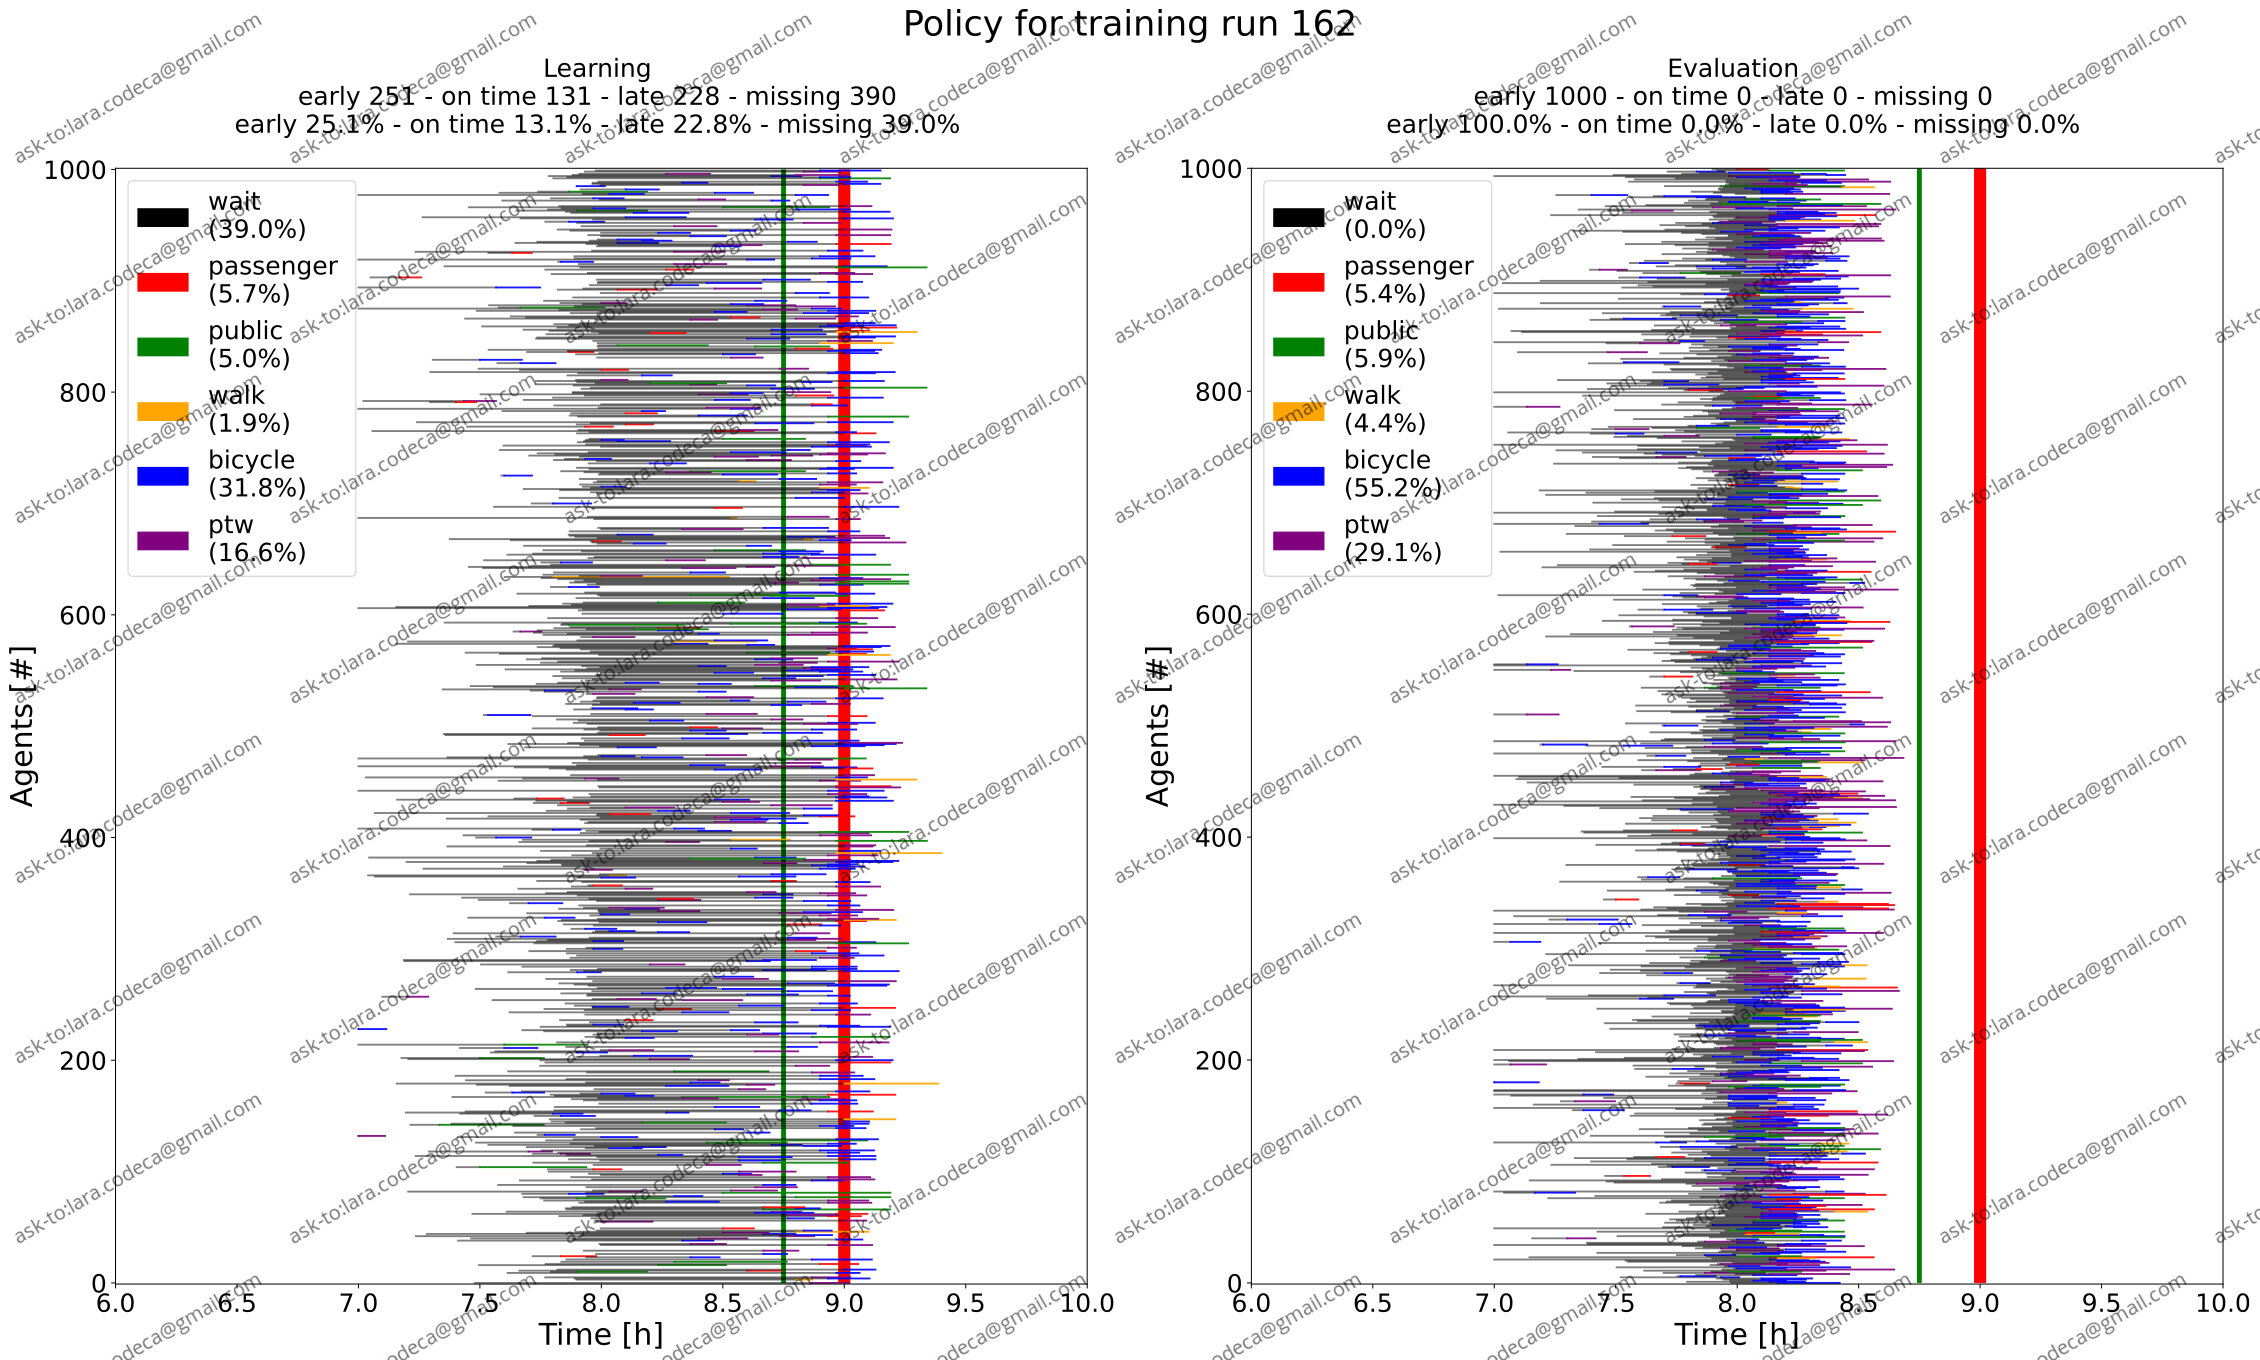 Policy for training run 162
Learning
early 251 - on time 131 - late 228 - missing 390
early 25.1% - on time 13.1% - late 22.8% - missing 39.0%
1000
800
600
400
200
0
Agents [#]
wait
(39.0%)
passenger
(5.7%)
public
(5.0%)
walk
(1.9%)
bicycle
(31.8%)
ptw
(16.6%)
6.0 6.5 7.0 7.5 8.0 8.5 9.0 9.5 10.0
Time [h]
Evaluation
early 1000 - on time 0 - late 0 - missing 0
early 100.0% - on time 0.0% - late 0.0% - missing 0.0%
1000
800
600
400
200
0
Agents [#]
wait
(0.0%)
passenger
(5.4%)
public
(5.9%)
walk
(4.4%)
bicycle
(55.2%)
ptw
(29.1%)
6.0 6.5 7.0 7.5 8.0 8.5 9.0 9.5 10.0
Time [h]
ask-to:lara.codeca@gmail.com